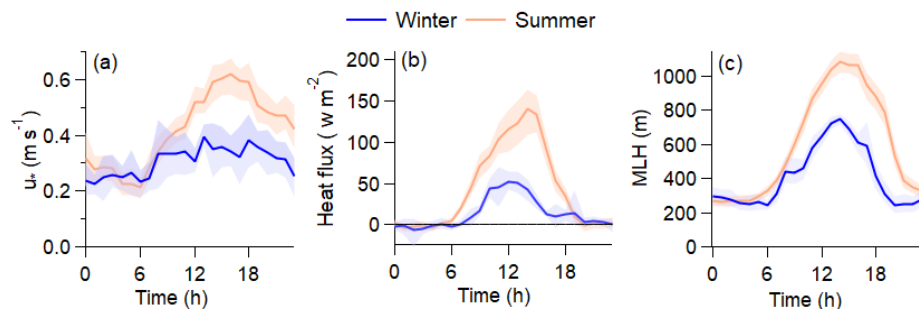 Winter Summer
(a)
0.6
0.4
0.2
0.0
u* (m s-1)
0 6 12 18
Time (h)
(b)
200
150
100
50
0
Heat flux ( w m-2)
0 6 12 18
Time (h)
(c)
1000
800
600
400
200
MLH (m)
0 6 12 18
Time (h)